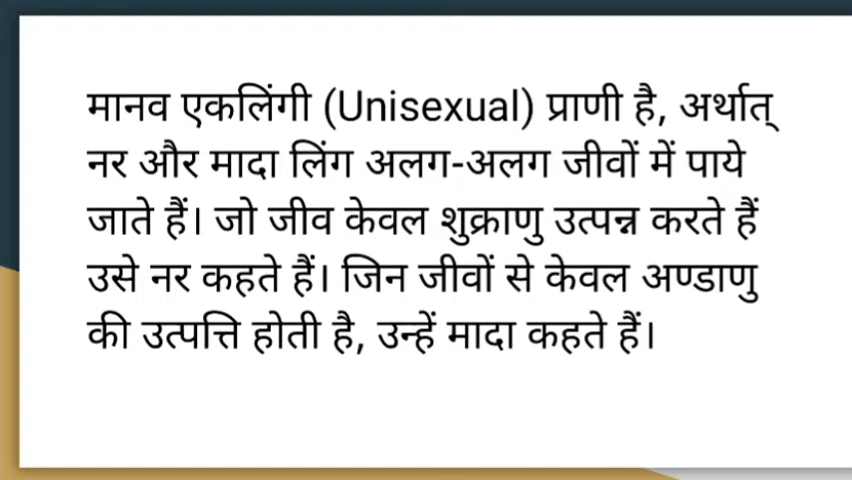 मानव एकलिंगी (Unisexual) प्राणी है, अर्थात्
नर और मादा लिंग अलग-अलग जीवों में पाये
जाते हैं। जो जीव केवल शुक्राणु उत्पन्न करते हैं
उसे नर कहते हैं। जिन जीवों से केवल अण्डाणु
की उत्पत्ति होती है, उन्हें मादा कहते हैं।